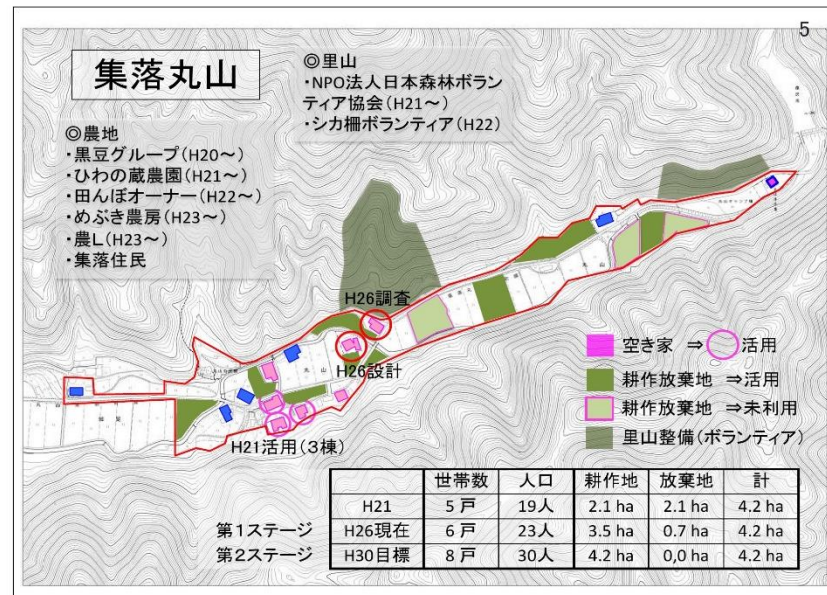 5
集落丸山
◎里山
・NPO法人日本森林ボラン
ティア協会(H21～)
・シカ柵ボランティア(H22)
◎農地
・黒豆グループ(H20～)
・ひわの蔵農園(H21～)
・田んぼオーナー(H22～)
・めぶき農房(H23～)
・農L(H23～)
・集落住民
H26調査
H26設計
H21活用(3棟)
丸山
丸山
丸山
空き家 ⇒ 活用
耕作放棄地 ⇒活用
耕作放棄地 ⇒未利用
里山整備(ボランティア)
世帯数 人口 耕作地 放棄地 計
H21 5戸 19人 2.1 ha 2.1 ha 4.2 ha
第1ステージ H26現在 6戸 23人 3.5 ha 0.7 ha 4.2 ha
第2ステージ H30目標 8戸 30人 4.2 ha 0,0 ha 4.2 ha